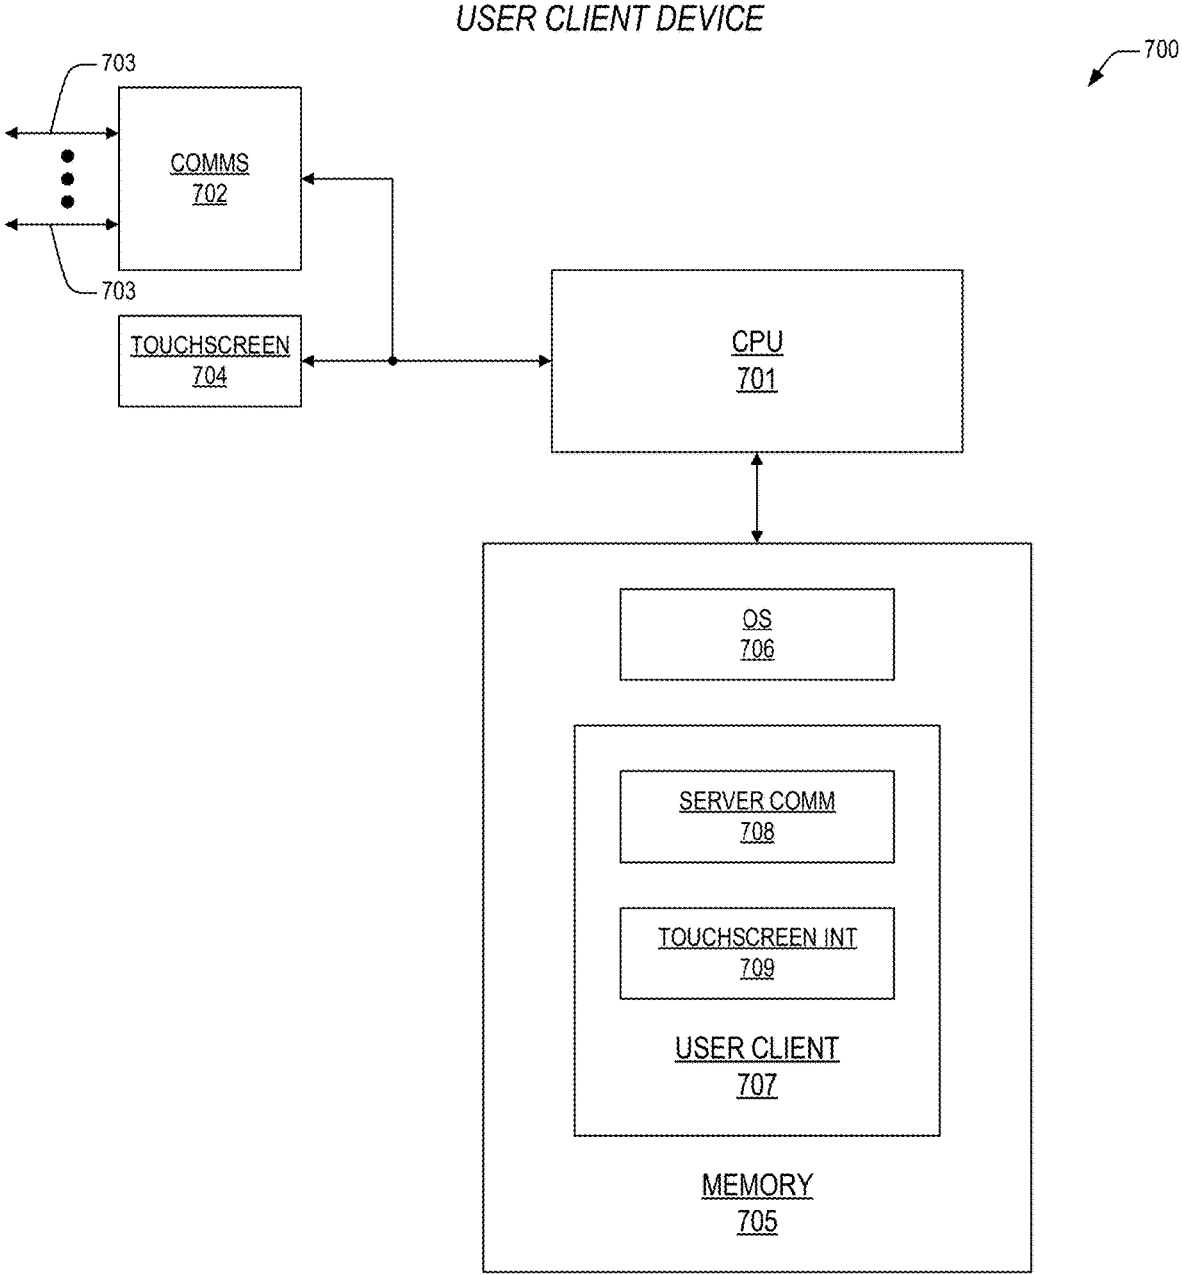 USER CLIENT DEVICE
700
703
COMMS
702
703
TOUCHSCREEN
704
CPU
701
OS
706
SERVER COMM
708
TOUCHSCREEN INT
709
USER CLIENT
707
MEMORY
705